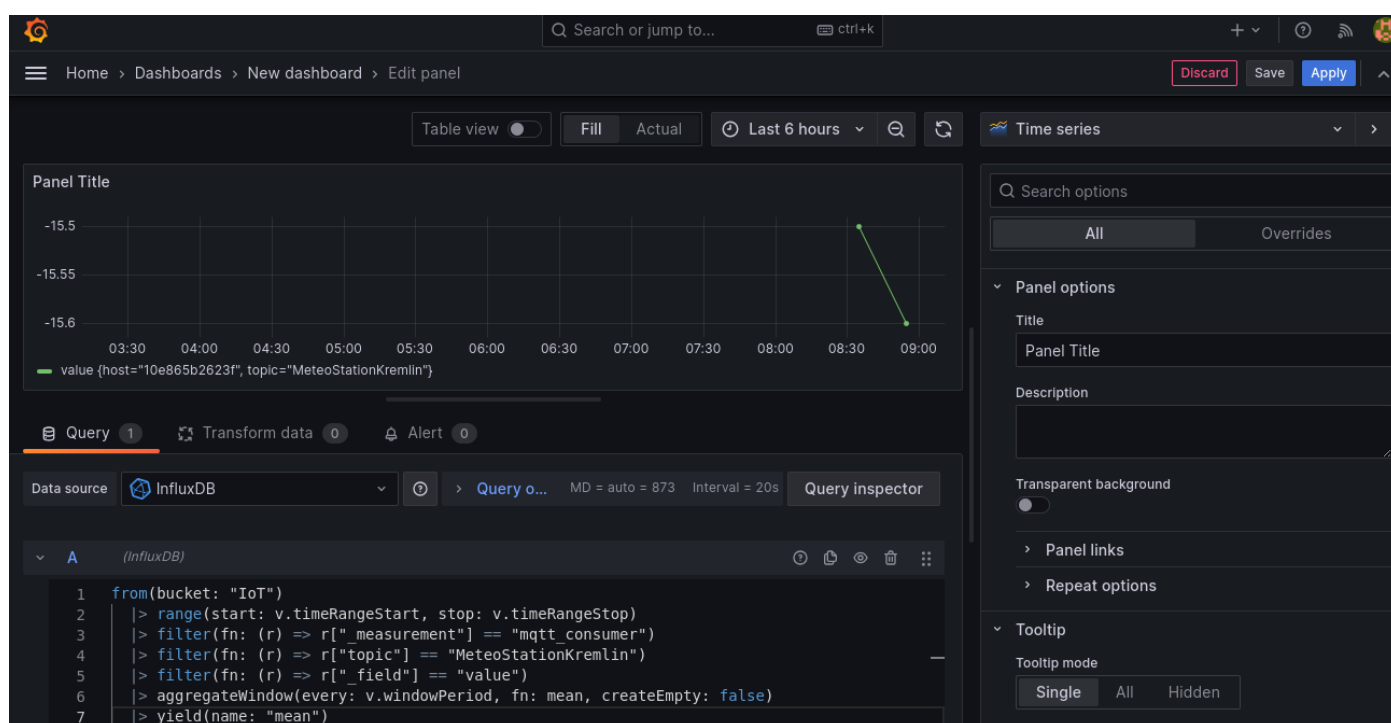 Search or jump to... ctrl+k
Home › Dashboards › New dashboard › Edit panel
Discard Save Apply
Table view Fill Actual Last 6 hours
Time series
Panel Title
-15.5
-15.55
-15.6
03:30 04:00 04:30 05:00 05:30 06:00 06:30 07:00 07:30 08:00 08:30 09:00
value {host="10e865b2623f", topic="MeteoStationKremlin"}
Query 1 Transform data 0 Alert 0
Data source InfluxDB Query o... MD = auto = 873 Interval = 20s Query inspector
A (InfluxDB)
1 from(bucket: "IoT")
2 |> range(start: v.timeRangeStart, stop: v.timeRangeStop)
3 |> filter(fn: (r) => r["_measurement"] == "mqtt_consumer")
4 |> filter(fn: (r) => r["topic"] == "MeteoStationKremlin")
5 |> filter(fn: (r) => r["_field"] == "value")
6 |> aggregateWindow(every: v.windowPeriod, fn: mean, createEmpty: false)
7 |> yield(name: "mean")
Search options
All Overrides
Panel options
Title
Panel Title
Description
Transparent background
Panel links
Repeat options
Tooltip
Tooltip mode
Single All Hidden